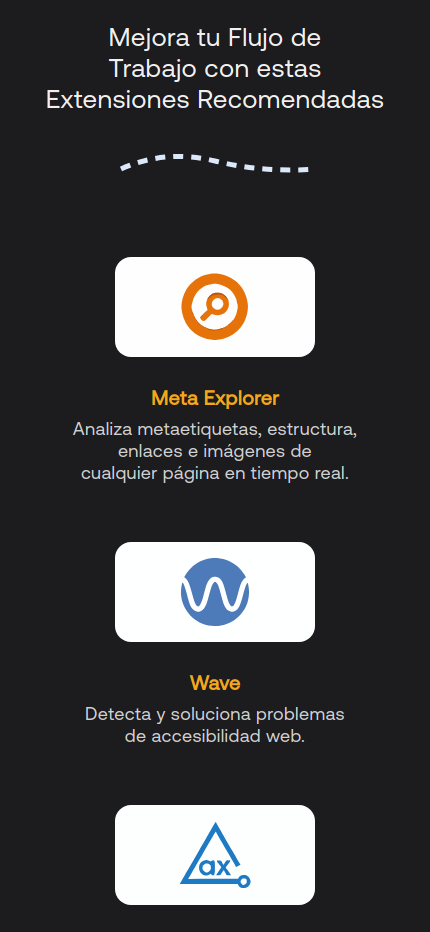 Mejora tu Flujo de
Trabajo con estas
Extensiones Recomendadas
Meta Explorer
Analiza metaetiquetas, estructura,
enlaces e imágenes de
cualquier página en tiempo real.
Wave
Detecta y soluciona problemas
de accesibilidad web.
ax